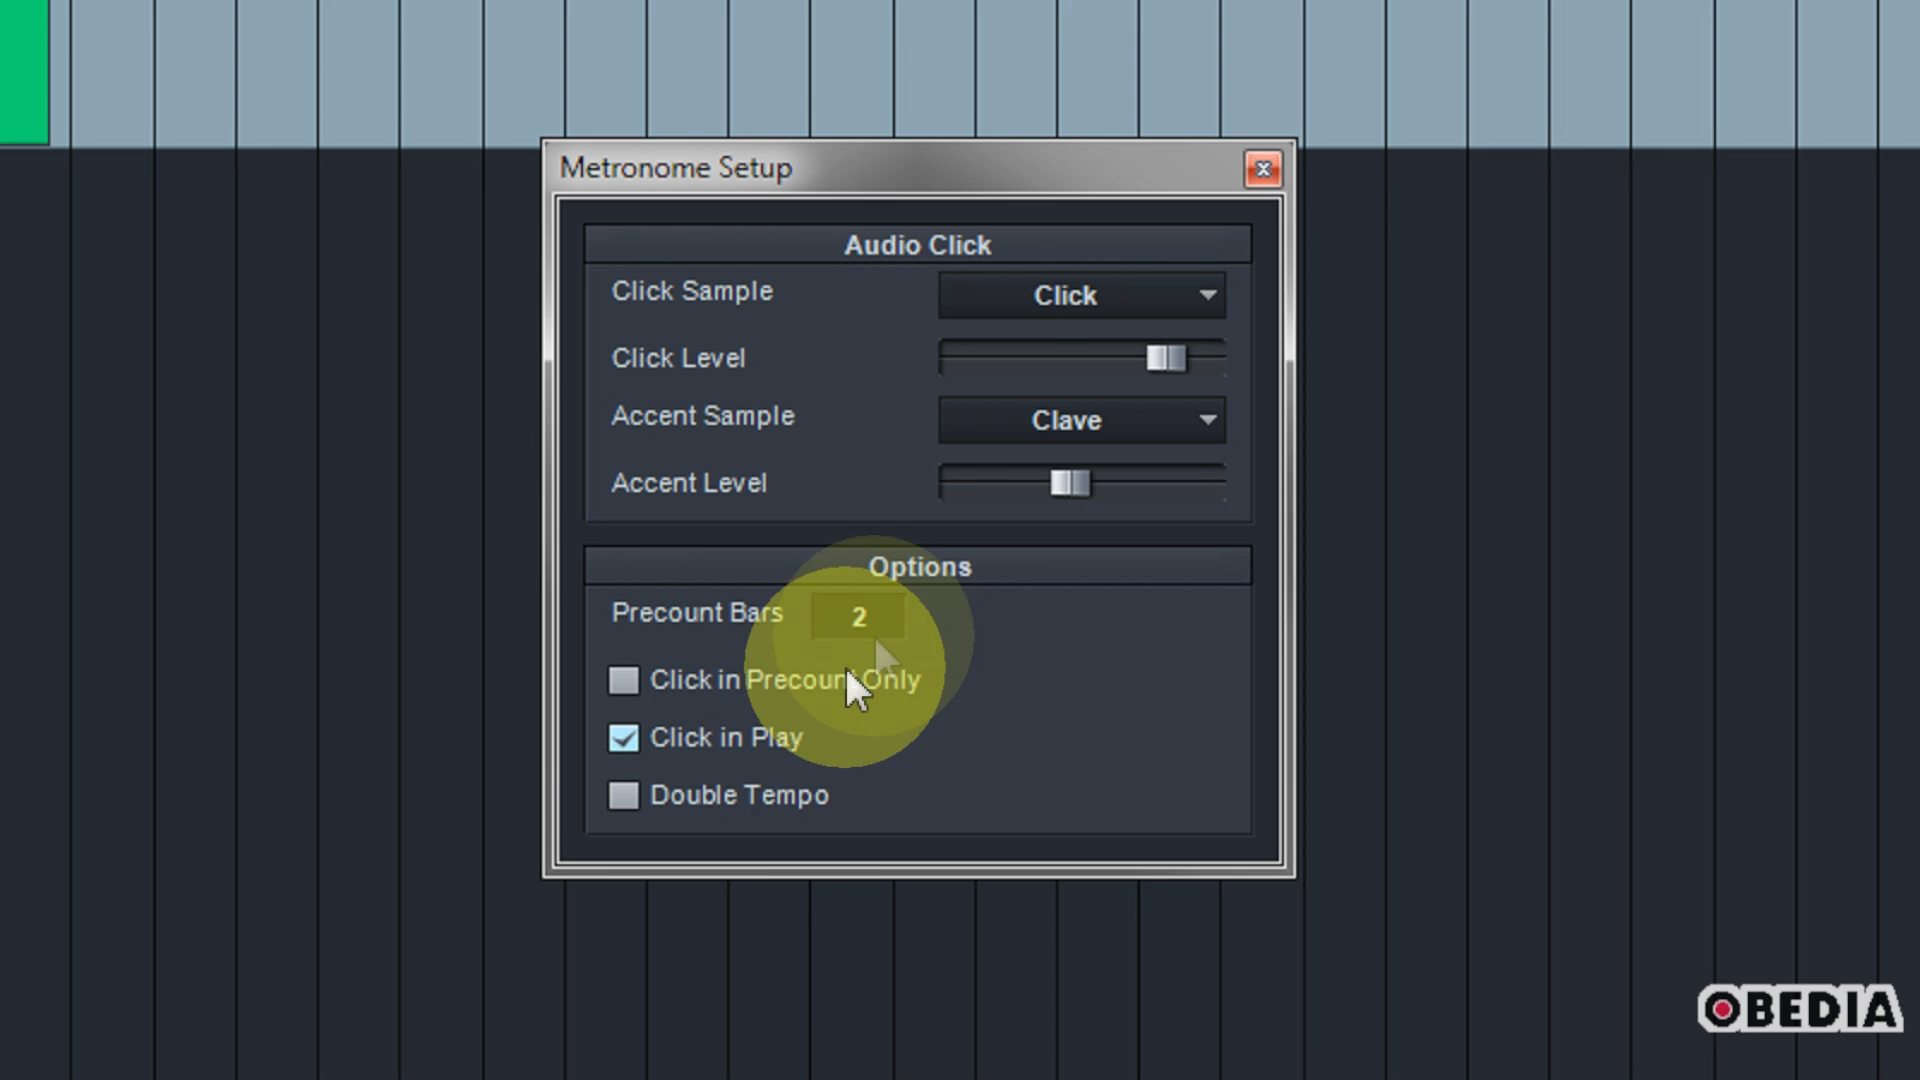 Metronome Setup
Audio Click
Click Sample Click
Click Level
Accent Sample Clave
Accent Level
Options
Precount Bars 2
Click in Precount Only
Click in Play
Double Tempo
OBEDIA